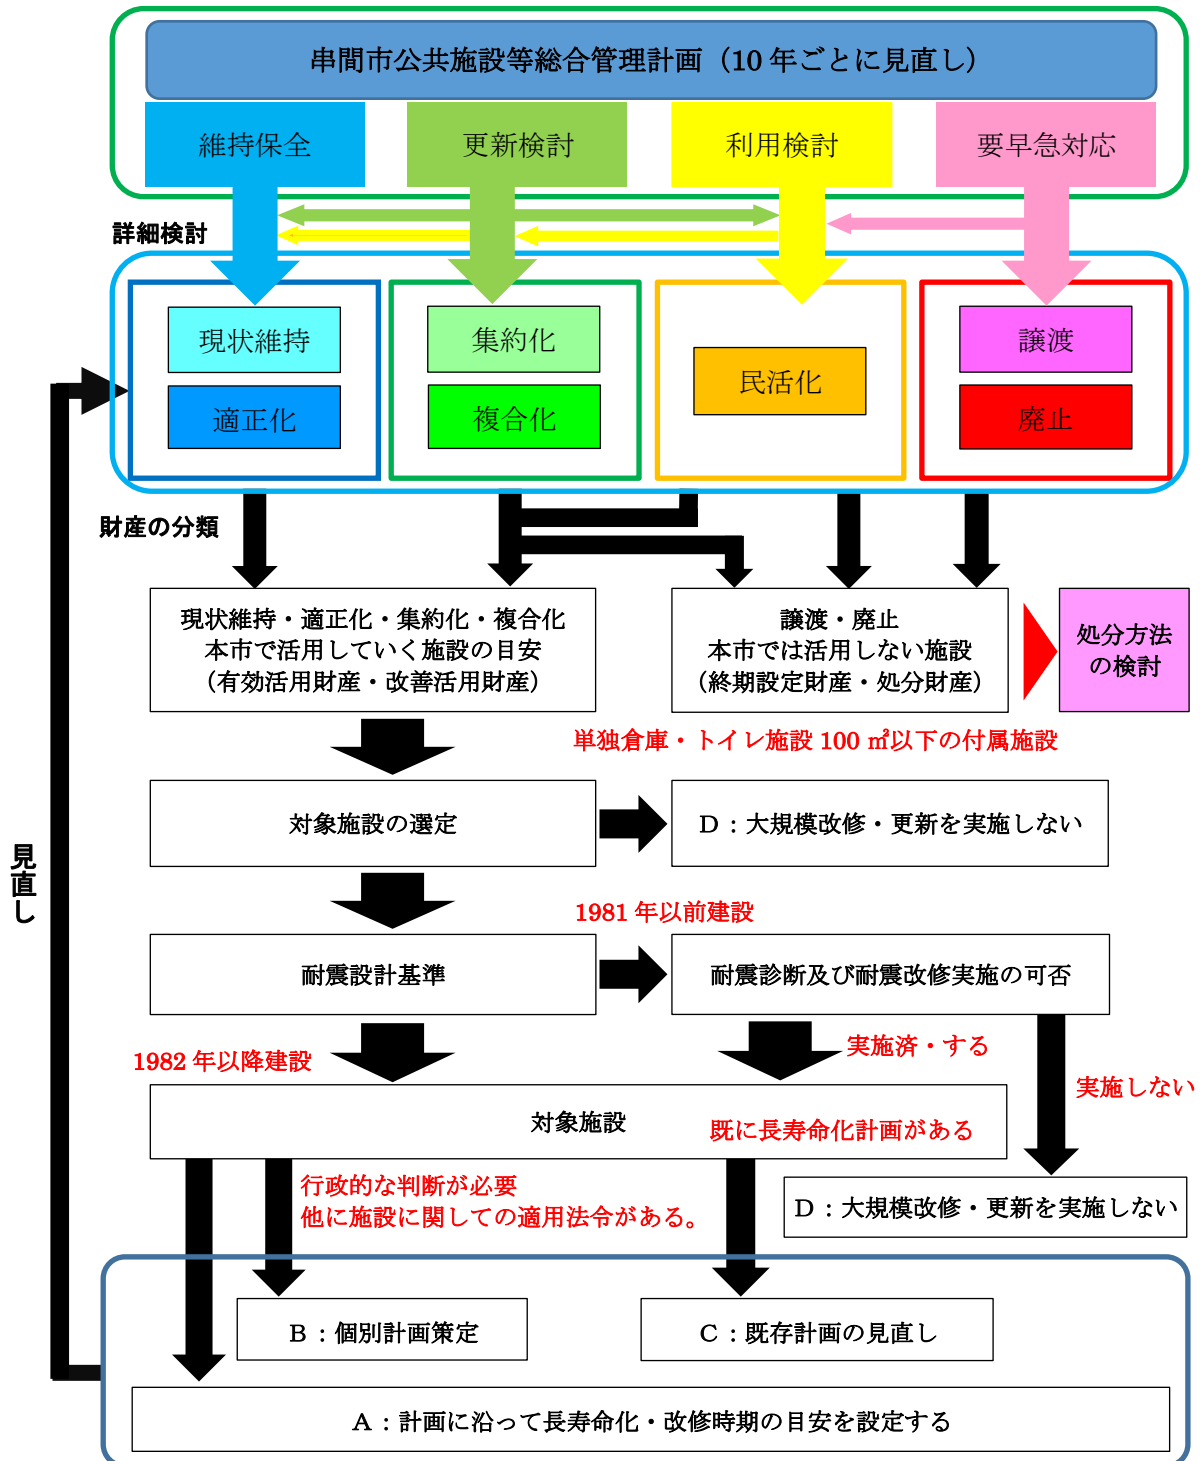 串間市公共施設等総合管理計画（10 年ごとに見直し）
維持保全
更新検討
利用検討
要早急対応
詳細検討
現状維持
集約化
民活化
譲渡
適正化
複合化
廃止
財産の分類
現状維持・適正化・集約化・複合化
本市で活用していく施設の目安
（有効活用財産・改善活用財産）
譲渡・廃止
本市では活用しない施設
（終期設定財産・処分財産）
処分方法
の検討
単独倉庫・トイレ施設 100 ㎡以下の付属施設
対象施設の選定
D：大規模改修・更新を実施しない
見直し
1981 年以前建設
耐震設計基準
耐震診断及び耐震改修実施の可否
1982 年以降建設
実施済・する
実施しない
対象施設
既に長寿命化計画がある
行政的な判断が必要
他に施設に関しての適用法令がある。
D：大規模改修・更新を実施しない
B：個別計画策定
C：既存計画の見直し
A：計画に沿って長寿命化・改修時期の目安を設定する